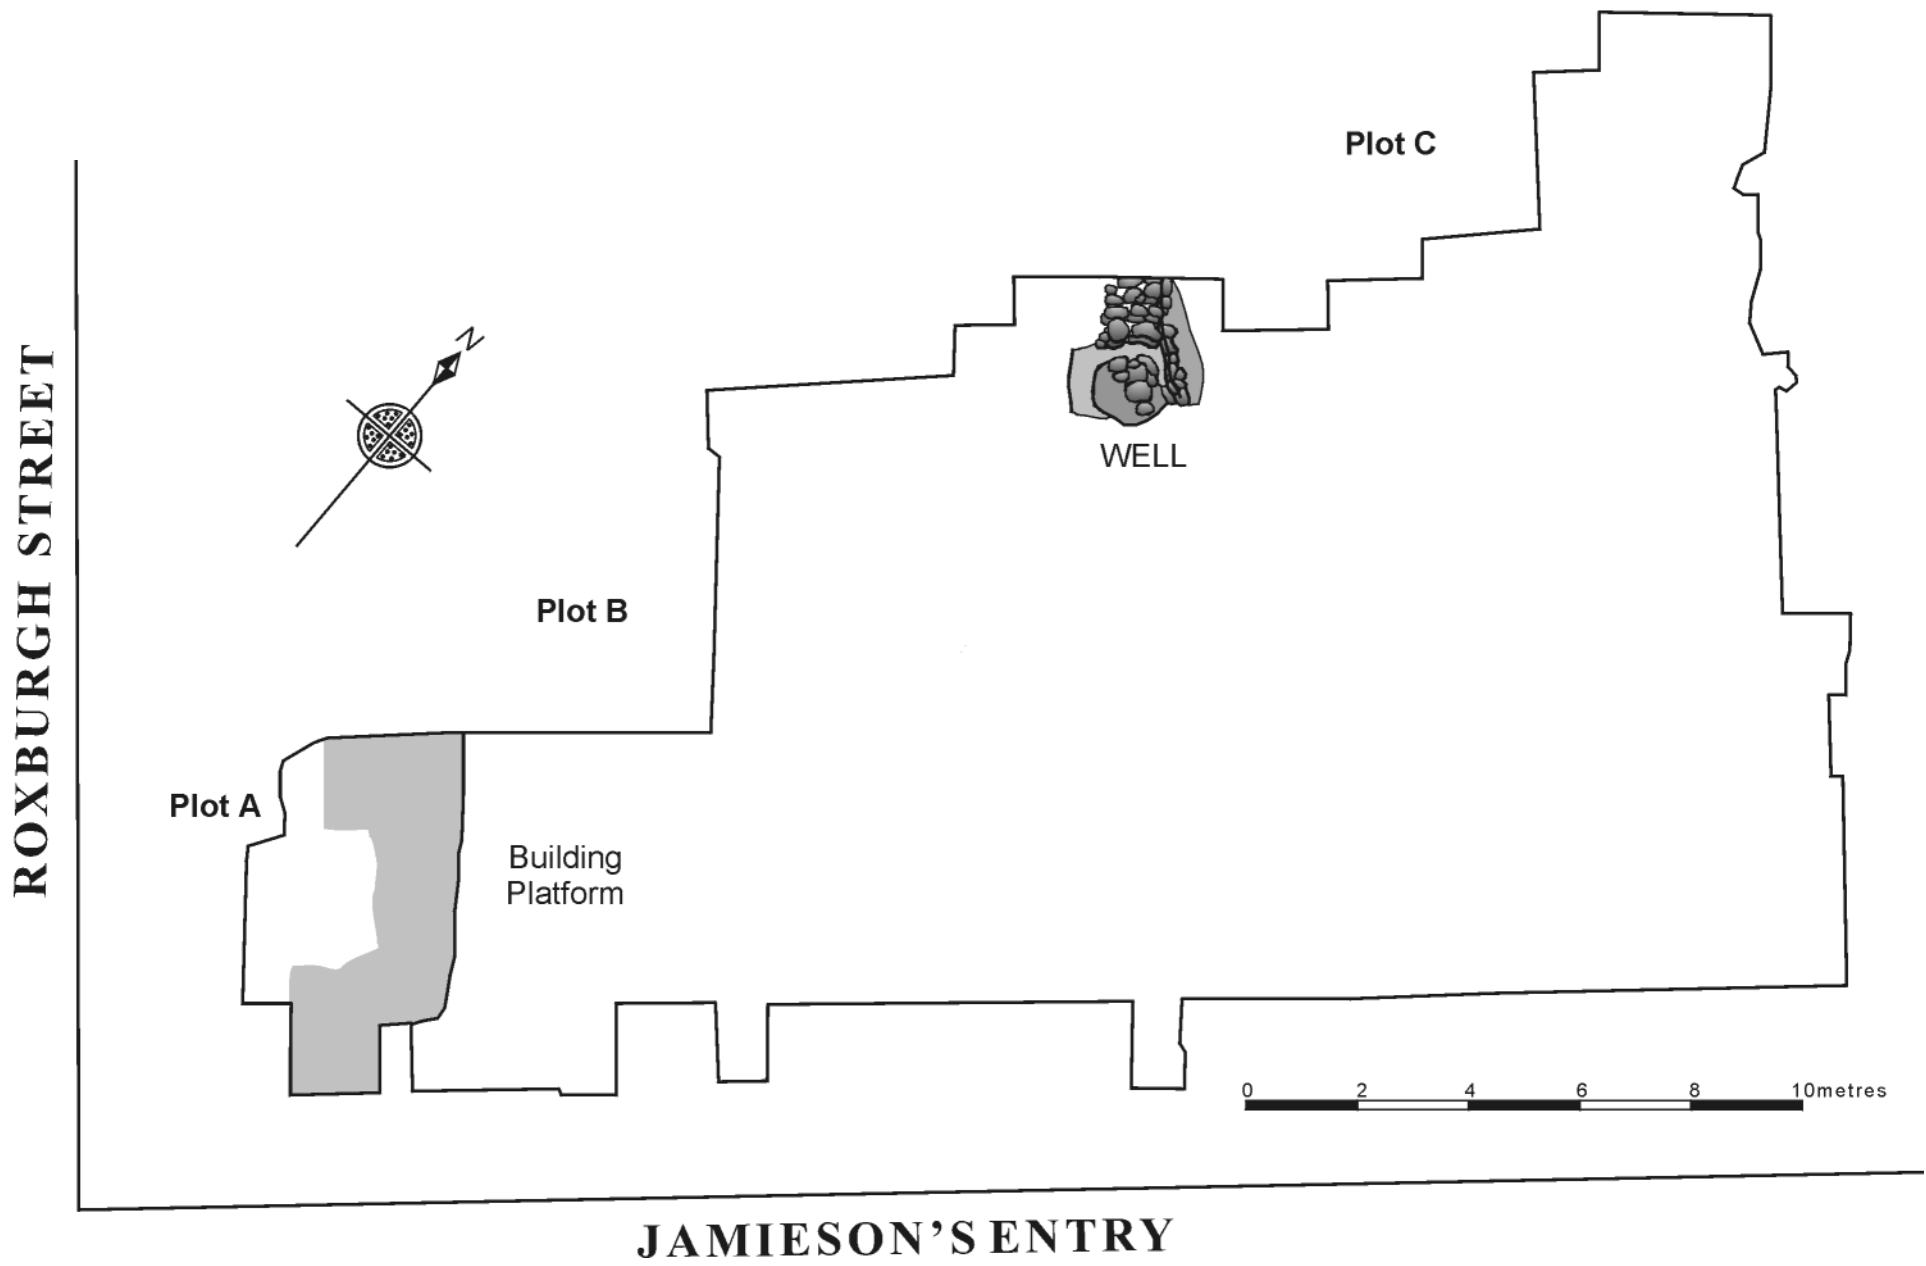 Plot C
N
ROXBURGH STREET
WELL
Plot B
Plot A
Building
Platform
0 2 4 6 8 10metres
JAMIESON’S ENTRY